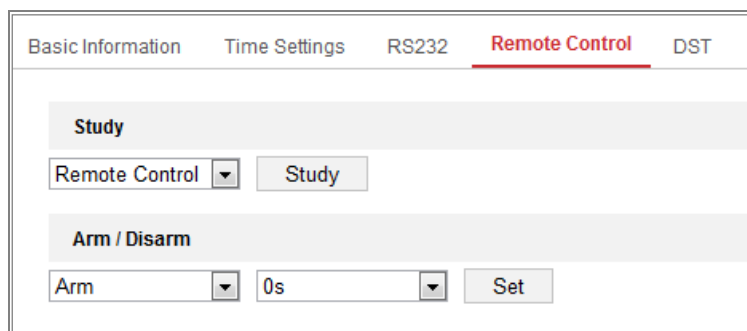 Basic Information Time Settings RS232 Remote Control DST
Study
Remote Control Study
Arm / Disarm
Arm 0s Set